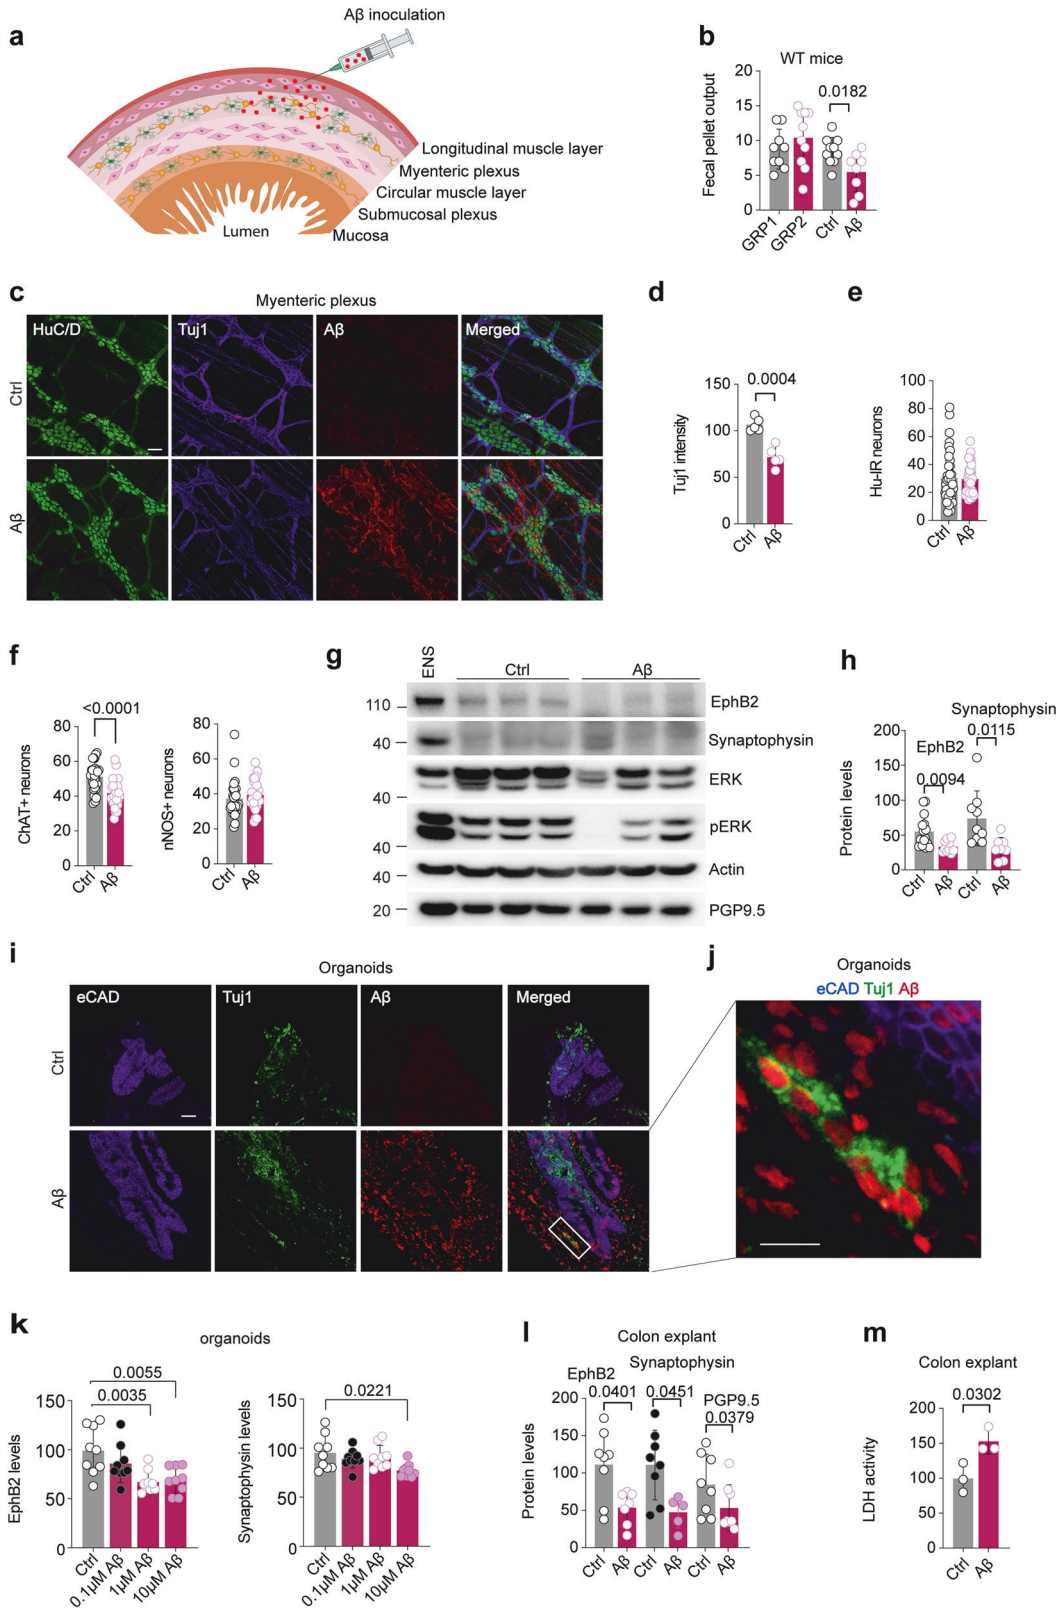 a
Aβ inoculation
Longitudinal muscle layer
Myenteric plexus
Circular muscle layer
Submucosal plexus
Mucosa
Lumen
b
WT mice
0.0182
Fecal pellet output
20
15
10
5
0
GRP1
GRP2
Ctrl
Aβ
c
Myenteric plexus
HuC/D
Tuj1
Aβ
Merged
Ctrl
Aβ
d
0.0004
Tuj1 intensity
150
100
50
0
Ctrl
Aβ
e
Hu-IR neurons
100
80
60
40
20
0
Ctrl
Aβ
f
<0.0001
ChAT+ neurons
80
60
40
20
0
Ctrl
Aβ
nNOS+ neurons
80
60
40
20
0
Ctrl
Aβ
g
ENS
Ctrl
Aβ
110
EphB2
40
Synaptophysin
ERK
40
pERK
40
Actin
40
PGP9.5
20
h
Synaptophysin
0.0115
EphB2
0.0094
Protein levels
200
150
100
50
0
Ctrl
Aβ
Ctrl
Aβ
i
Organoids
eCAD
Tuj1
Aβ
Merged
Ctrl
Aβ
j
Organoids
eCAD Tuj1 Aβ
k
organoids
0.0055
0.0035
EphB2 levels
150
100
50
0
Ctrl
0.1μM Aβ
1μM Aβ
10μM Aβ
0.0221
Synaptophysin levels
150
100
50
0
Ctrl
0.1μM Aβ
1μM Aβ
10μM Aβ
l
Colon explant
EphB2
Synaptophysin
0.0401
0.0451
PGP9.5
0.0379
Protein levels
200
150
100
50
0
Ctrl
Aβ
Ctrl
Aβ
Ctrl
Aβ
m
Colon explant
0.0302
LDH activity
200
150
100
50
0
Ctrl
Aβ